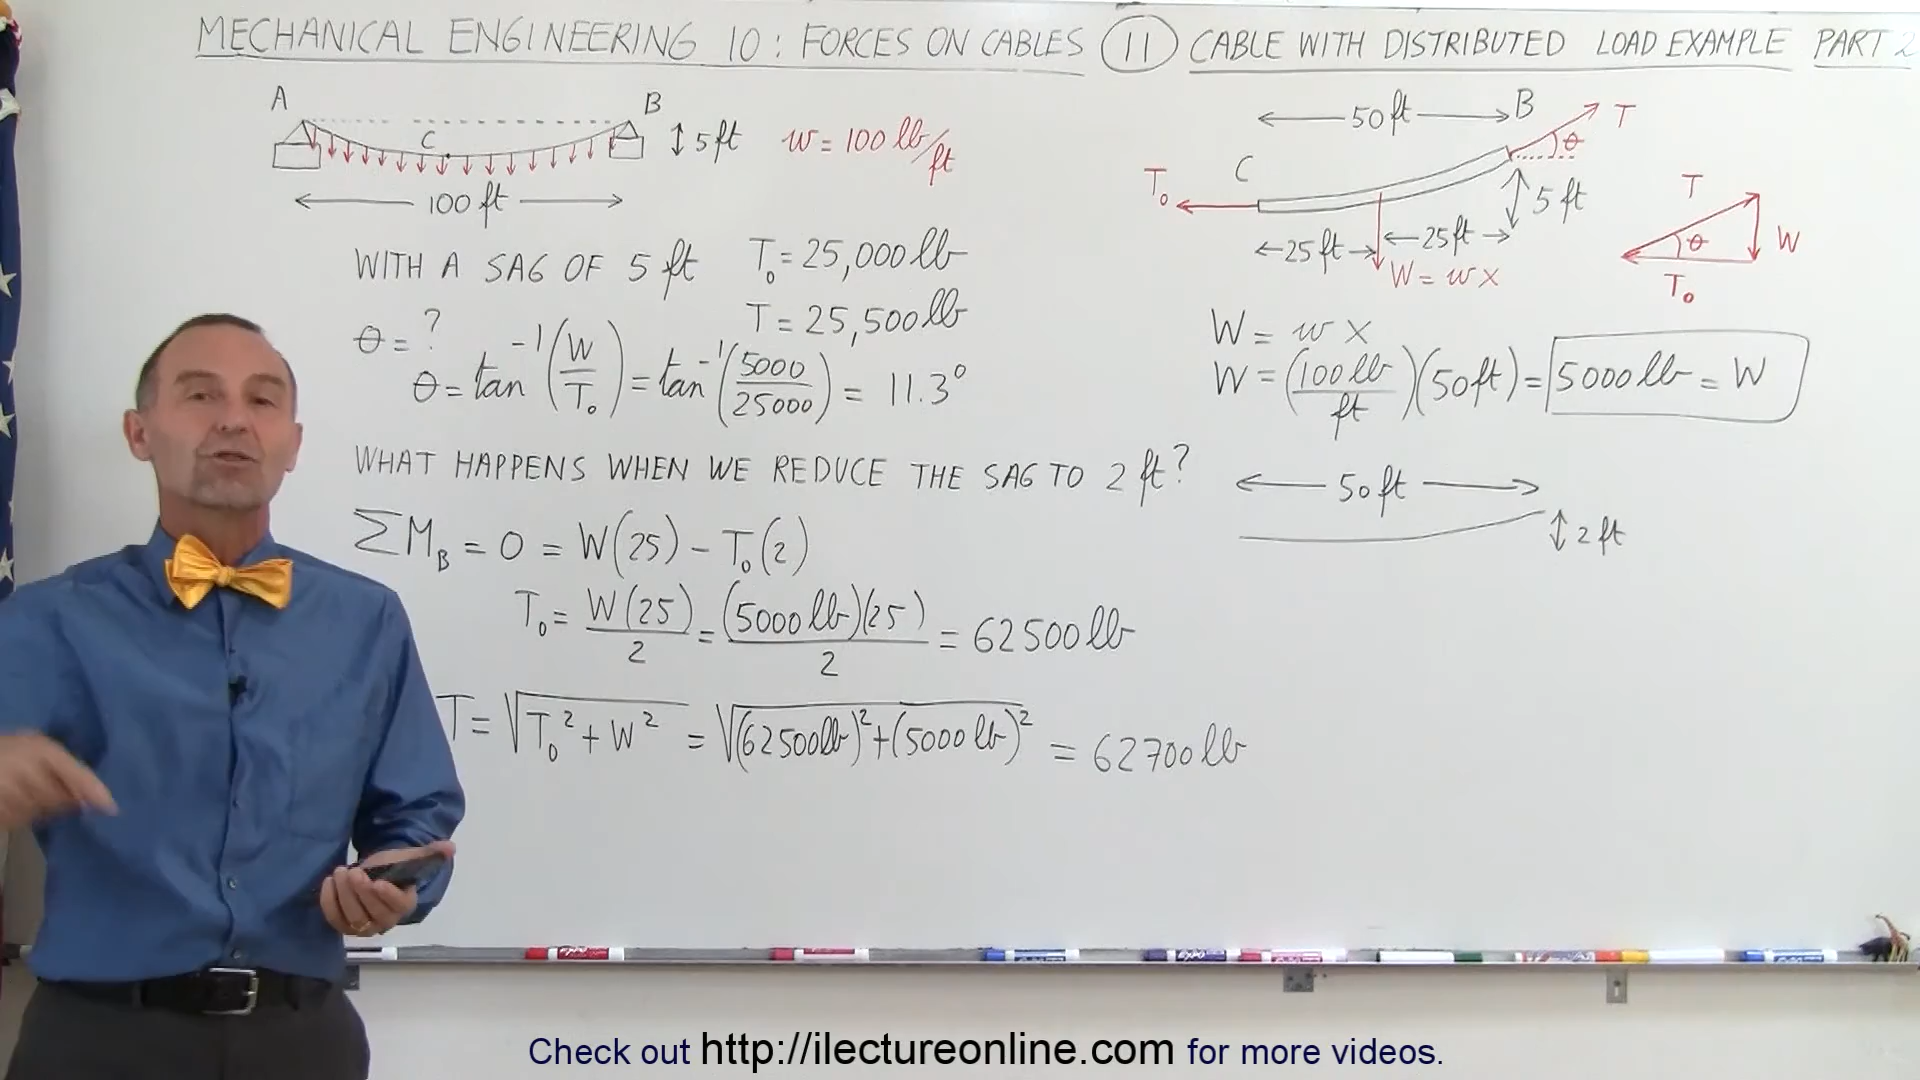 MECHANICAL ENGINEERING 10: FORCES ON CABLES (11) CABLE WITH DISTRIBUTED LOAD EXAMPLE PART 2
A
B
C
5 ft
w = 100 lb/ft
100 ft
WITH A SAG OF 5 ft
T₀ = 25,000 lb
T = 25,500 lb
θ = ?
θ = tan⁻¹(W/T₀) = tan⁻¹(5000/25000) = 11.3°
WHAT HAPPENS WHEN WE REDUCE THE SAG TO 2 ft?
ΣM_B = 0 = W(25) - T₀(2)
T₀ = W(25)/2 = (5000 lb)(25)/2 = 62500 lb
T = √(T₀² + W²) = √((62500 lb)² + (5000 lb)²) = 62700 lb
50 ft
B
T
θ
C
T₀
5 ft
25 ft
25 ft
W = w x
T
θ
W
T₀
W = w x
W = (100 lb/ft)(50 ft) = 5000 lb = W
50 ft
2 ft
EXPO
Check out http://ilectureonline.com for more videos.